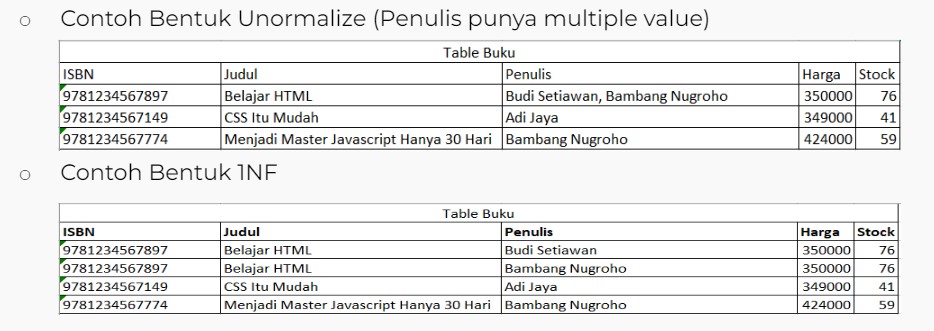 Contoh Bentuk Unormalize (Penulis punya multiple value)
Table Buku
ISBN Judul Penulis Harga Stock
9781234567897 Belajar HTML Budi Setiawan, Bambang Nugroho 350000 76
9781234567149 CSS Itu Mudah Adi Jaya 349000 41
9781234567774 Menjadi Master Javascript Hanya 30 Hari Bambang Nugroho 424000 59
Contoh Bentuk 1NF
Table Buku
ISBN Judul Penulis Harga Stock
9781234567897 Belajar HTML Budi Setiawan 350000 76
9781234567897 Belajar HTML Bambang Nugroho 350000 76
9781234567149 CSS Itu Mudah Adi Jaya 349000 41
9781234567774 Menjadi Master Javascript Hanya 30 Hari Bambang Nugroho 424000 59